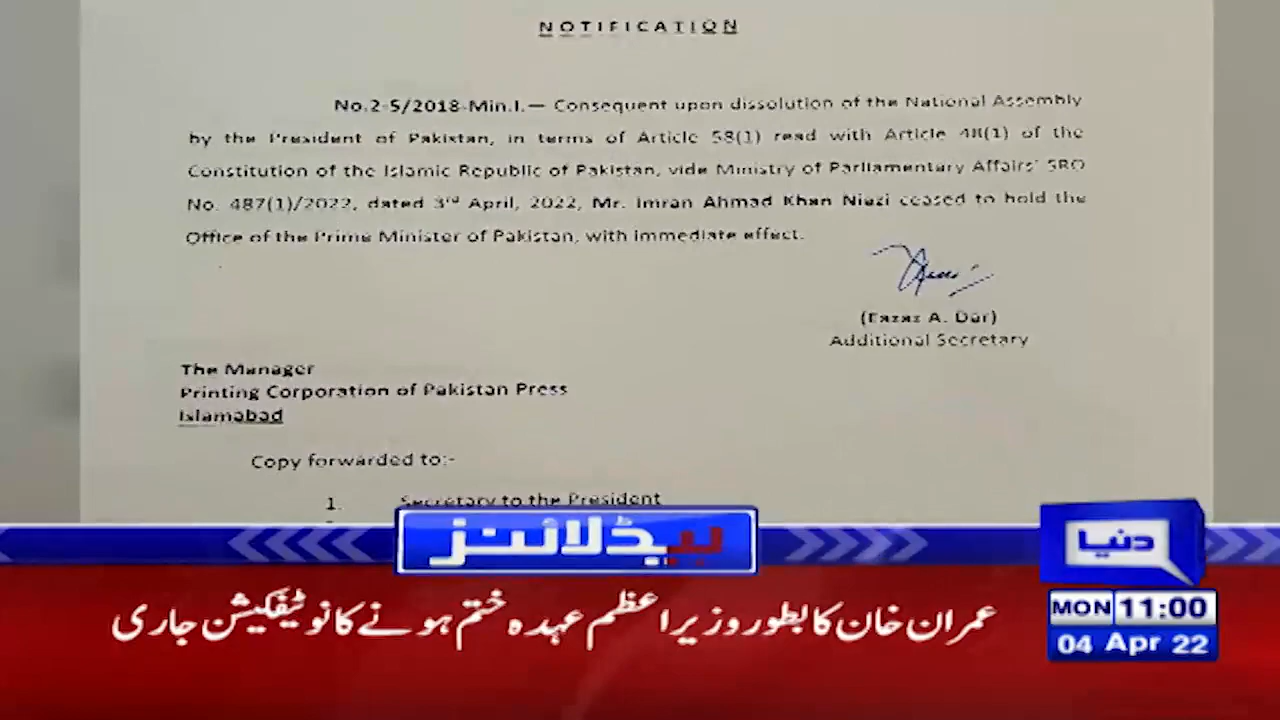 NOTIFICATION
No.2-5/2018-Min.I.— Consequent upon dissolution of the National Assembly
by the President of Pakistan, in terms of Article 58(1) read with Article 48(1) of the
Constitution of the Islamic Republic of Pakistan, vide Ministry of Parliamentary Affairs' SRO
No. 487(1)/2022, dated 3rd April, 2022, Mr. Imran Ahmad Khan Niazi ceased to hold the
Office of the Prime Minister of Pakistan, with immediate effect.
(Eazaz A. Dar)
Additional Secretary
The Manager
Printing Corporation of Pakistan Press
Islamabad
Copy forwarded to:-
1. Secretary to the President
ہیڈلائنز
دنیا
عمران خان کا بطور وزیراعظم عہدہ ختم ہونے کا نوٹیفکیشن جاری
MON 11:00
04 Apr 22